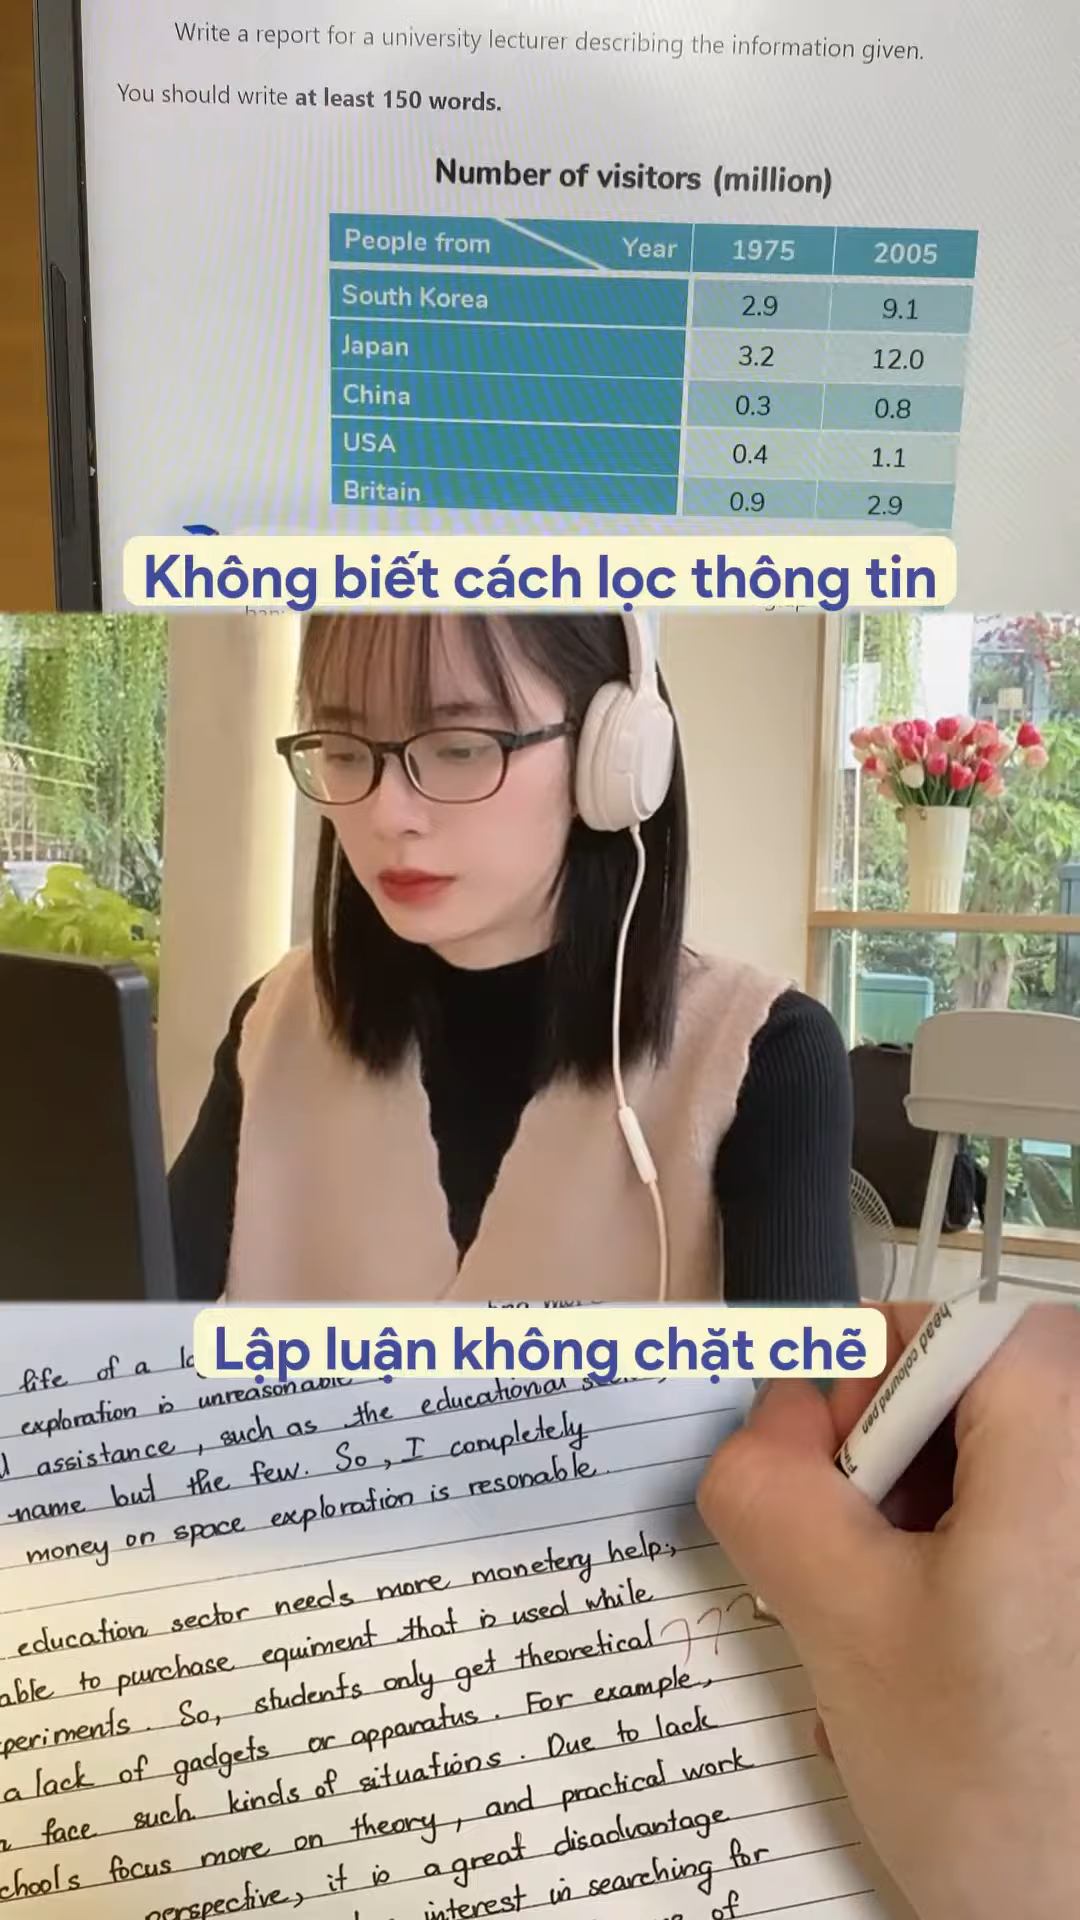 Write a report for a university lecturer describing the information given.
You should write at least 150 words.
Number of visitors (million)
People from Year 1975 2005
South Korea 2.9 9.1
Japan 3.2 12.0
China 0.3 0.8
USA 0.4 1.1
Britain 0.9 2.9
Không biết cách lọc thông tin
Lập luận không chặt chẽ
head coloured pen
life of a
exploration is unreasonable
assistance, such as the educational
name but the few. So, I completely
money on space exploration is resonable.
education sector needs more monetery help;
able to purchase equiment that is used while
periments. So, students only get theoretical
a lack of gadgets or apparatus. For example,
face such kinds of situations. Due to lack
chools focus more on theory, and practical work
perspective, it is a great disadvantage
interest in searching for
of